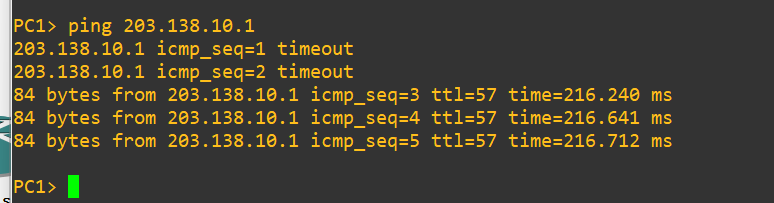 PC1> ping 203.138.10.1
203.138.10.1 icmp_seq=1 timeout
203.138.10.1 icmp_seq=2 timeout
84 bytes from 203.138.10.1 icmp_seq=3 ttl=57 time=216.240 ms
84 bytes from 203.138.10.1 icmp_seq=4 ttl=57 time=216.641 ms
84 bytes from 203.138.10.1 icmp_seq=5 ttl=57 time=216.712 ms
PC1>